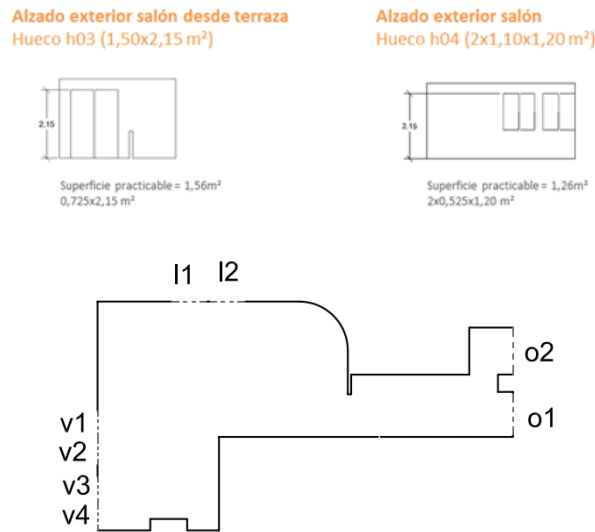 Alzado exterior salón desde terraza
Hueco h03 (1,50x2,15 m²)
2.15
Superficie practicable = 1,56m²
0,725x2,15 m²
Alzado exterior salón
Hueco h04 (2x1,10x1,20 m²)
2.15
Superficie practicable = 1,26m²
2x0,525x1,20 m²
l1 l2
o2
o1
v1
v2
v3
v4